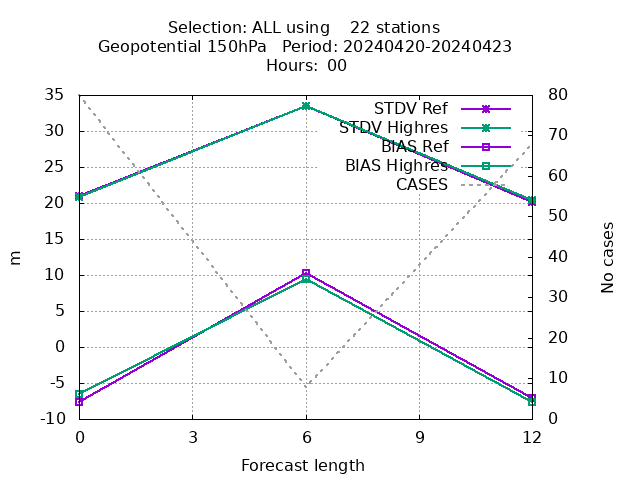 Selection: ALL using    22 stations
Geopotential 150hPa   Period: 20240420-20240423
Hours: 00
35
30
25
20
15
10
5
0
-5
-10
m
80
70
60
50
40
30
20
10
0
No cases
STDV Ref
STDV Highres
BIAS Ref
BIAS Highres
CASES
0 3 6 9 12
Forecast length